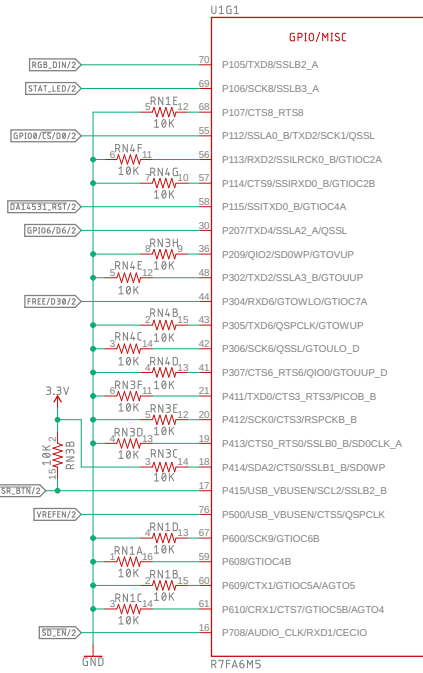 U1G1
GPIO/MISC
RGB_DIN/2 70 P105/TXD8/SSLB2_A
STAT_LED/2 69 P106/SCK8/SSLB3_A
5 RN1E 12 10K 68 P107/CTS8_RTS8
GPIO0/CS/D0/2 55 P112/SSLA0_B/TXD2/SCK1/QSSL
6 RN4F 11 10K 56 P113/RXD2/SSILRCK0_B/GTIOC2A
7 RN4G 10 10K 57 P114/CTS9/SSIRXD0_B/GTIOC2B
DA14531_RST/2 58 P115/SSITXD0_B/GTIOC4A
GPIO6/D6/2 30 P207/TXD4/SSLA2_A/QSSL
8 RN3H 9 10K 36 P209/QIO2/SD0WP/GTOVUP
5 RN4E 12 10K 48 P302/TXD2/SSLA3_B/GTOUUP
FREE/D30/2 44 P304/RXD6/GTOWLO/GTIOC7A
2 RN4B 15 10K 43 P305/TXD6/QSPCLK/GTOWUP
3 RN4C 14 10K 42 P306/SCK6/QSSL/GTOULO_D
4 RN4D 13 10K 41 P307/CTS6_RTS6/QIO0/GTOUUP_D
6 RN3F 11 10K 21 P411/TXD0/CTS3_RTS3/PICOB_B
3.3V
5 RN3E 12 10K 20 P412/SCK0/CTS3/RSPCKB_B
4 RN3D 13 10K 19 P413/CTS0_RTS0/SSLB0_B/SD0CLK_A
10K 15 2 RN3B
3 RN3C 14 10K 18 P414/SDA2/CTS0/SSLB1_B/SD0WP
SR_BTN/2 17 P415/USB_VBUSEN/SCL2/SSLB2_B
VREFEN/2 76 P500/USB_VBUSEN/CTS5/QSPCLK
4 RN1D 13 10K 67 P600/SCK9/GTIOC6B
1 RN1A 16 10K 59 P608/GTIOC4B
2 RN1B 15 10K 60 P609/CTX1/GTIOC5A/AGTO5
3 RN1C 14 10K 61 P610/CRX1/CTS7/GTIOC5B/AGTO4
SD_EN/2 16 P708/AUDIO_CLK/RXD1/CECIO
GND
R7FA6M5